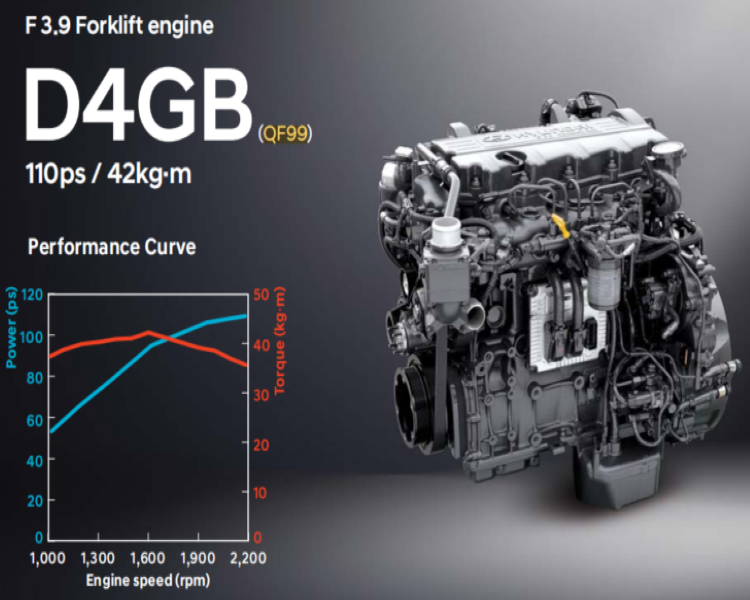 F 3.9 Forklift engine
D4GB (QF99)
110ps / 42kg·m
Performance Curve
Power (ps)
120
100
80
60
40
20
0
50
40
30
20
10
0
Torque (kg·m)
1,000 1,300 1,600 1,900 2,200
Engine speed (rpm)